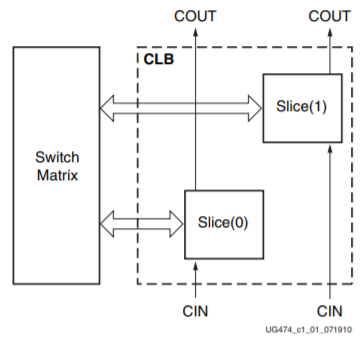 COUT
COUT
CLB
Slice(1)
Switch
Matrix
Slice(0)
CIN
CIN
UG474_c1_01_071910